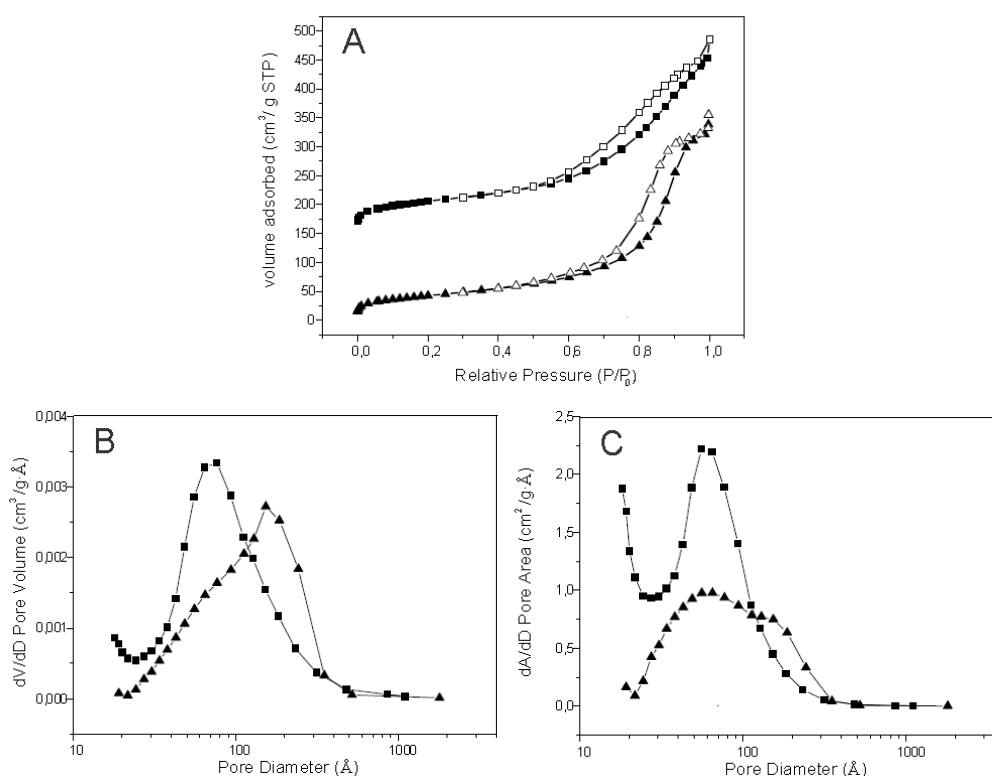 A
volume adsorbed (cm³/ g STP)
500
450
400
350
300
250
200
150
100
50
0
0,0 0,2 0,4 0,6 0,8 1,0
Relative Pressure (P/P₀)
B
dV/dD Pore Volume (cm³/g·Å)
0,004
0,003
0,002
0,001
0,000
10 100 1000
Pore Diameter (Å)
C
dA/dD Pore Area (cm²/g·Å)
2,5
2,0
1,5
1,0
0,5
0,0
10 100 1000
Pore Diameter (Å)